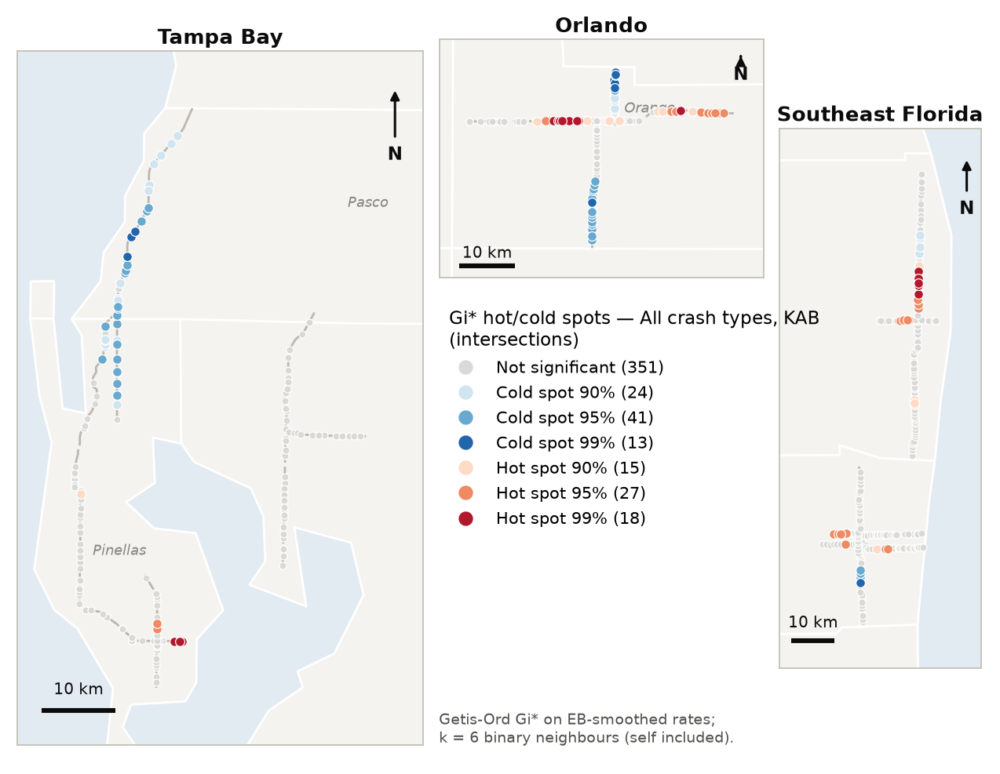 Tampa Bay
N
Pasco
Pinellas
10 km
Orlando
N
Orange
10 km
Southeast Florida
N
10 km
Gi* hot/cold spots — All crash types, KAB
(intersections)
Not significant (351)
Cold spot 90% (24)
Cold spot 95% (41)
Cold spot 99% (13)
Hot spot 90% (15)
Hot spot 95% (27)
Hot spot 99% (18)
Getis-Ord Gi* on EB-smoothed rates;
k = 6 binary neighbours (self included).